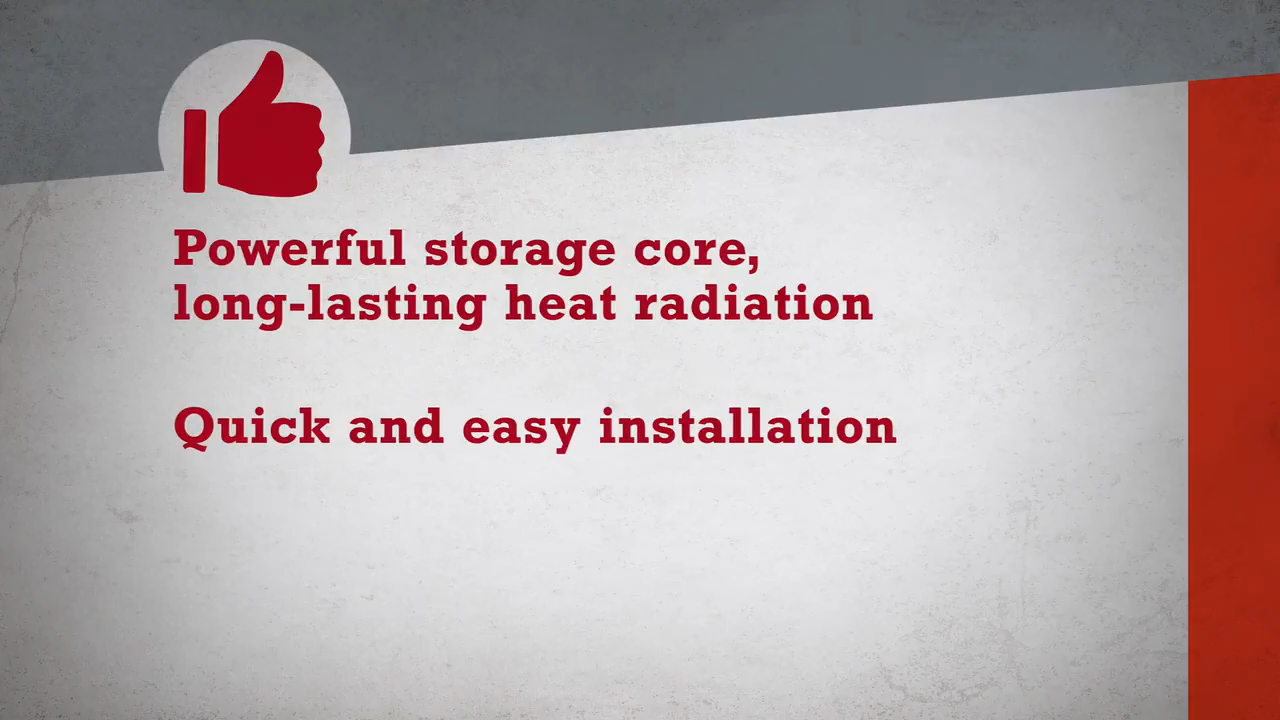 Powerful storage core,
long-lasting heat radiation
Quick and easy installation